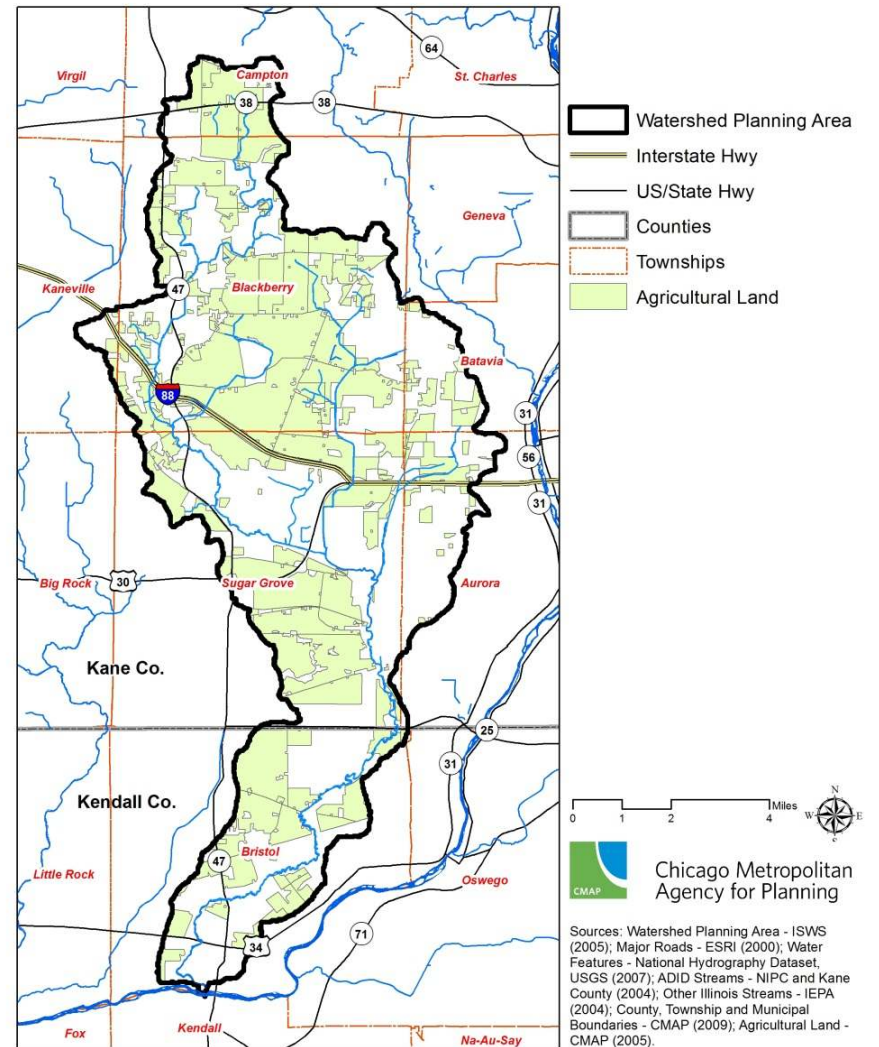 64
Virgil
Campton
St. Charles
38
38
Geneva
Kaneville
47
Blackberry
Batavia
88
31
56
31
Big Rock
30
Sugar Grove
Aurora
Kane Co.
25
31
Kendall Co.
47
Bristol
Little Rock
Oswego
34
71
Fox
Kendall
Na-Au-Say
Watershed Planning Area
Interstate Hwy
US/State Hwy
Counties
Townships
Agricultural Land
0 1 2 4 Miles
N
W E
S
CMAP
Chicago Metropolitan
Agency for Planning
Sources: Watershed Planning Area - ISWS
(2005); Major Roads - ESRI (2000); Water
Features - National Hydrography Dataset,
USGS (2007); ADID Streams - NIPC and Kane
County (2004); Other Illinois Streams - IEPA
(2004); County, Township and Municipal
Boundaries - CMAP (2009); Agricultural Land -
CMAP (2005).